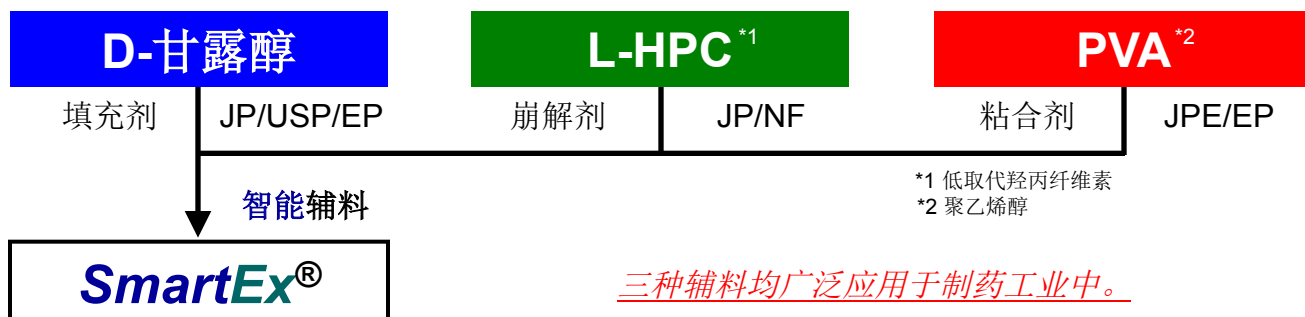 D-甘露醇 L-HPC*1 PVA*2
填充剂 JP/USP/EP 崩解剂 JP/NF 粘合剂 JPE/EP
*1 低取代羟丙纤维素
*2 聚乙烯醇
智能辅料
SmartEx®
三种辅料均广泛应用于制药工业中。